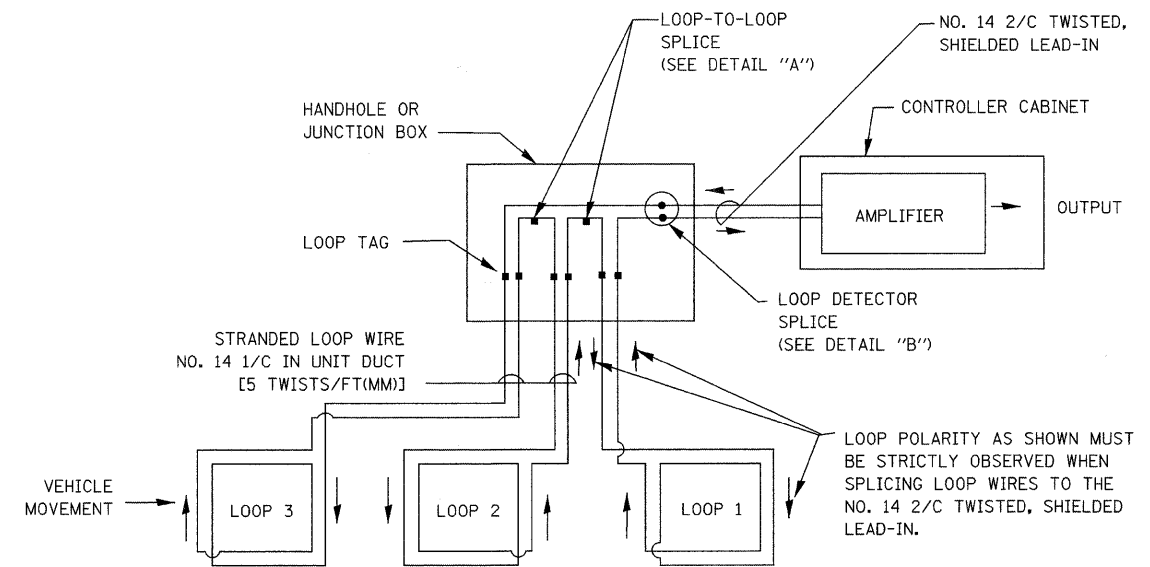 LOOP-TO-LOOP
SPLICE
(SEE DETAIL "A")
NO. 14 2/C TWISTED,
SHIELDED LEAD-IN
HANDHOLE OR
JUNCTION BOX
CONTROLLER CABINET
AMPLIFIER
OUTPUT
LOOP TAG
LOOP DETECTOR
SPLICE
(SEE DETAIL "B")
STRANDED LOOP WIRE
NO. 14 1/C IN UNIT DUCT
[5 TWISTS/FT(MM)]
LOOP POLARITY AS SHOWN MUST
BE STRICTLY OBSERVED WHEN
SPLICING LOOP WIRES TO THE
NO. 14 2/C TWISTED, SHIELDED
LEAD-IN.
VEHICLE
MOVEMENT
LOOP 3
LOOP 2
LOOP 1